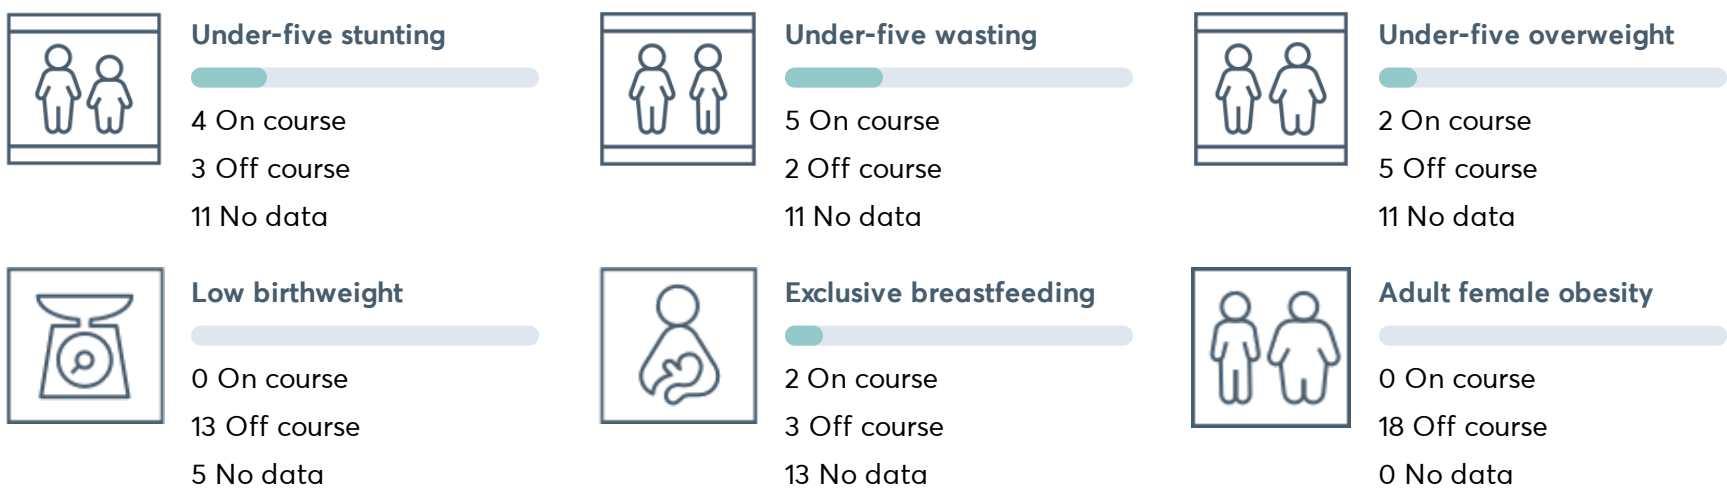 Under-five stunting
4 On course
3 Off course
11 No data
Under-five wasting
5 On course
2 Off course
11 No data
Under-five overweight
2 On course
5 Off course
11 No data
Low birthweight
0 On course
13 Off course
5 No data
Exclusive breastfeeding
2 On course
3 Off course
13 No data
Adult female obesity
0 On course
18 Off course
0 No data